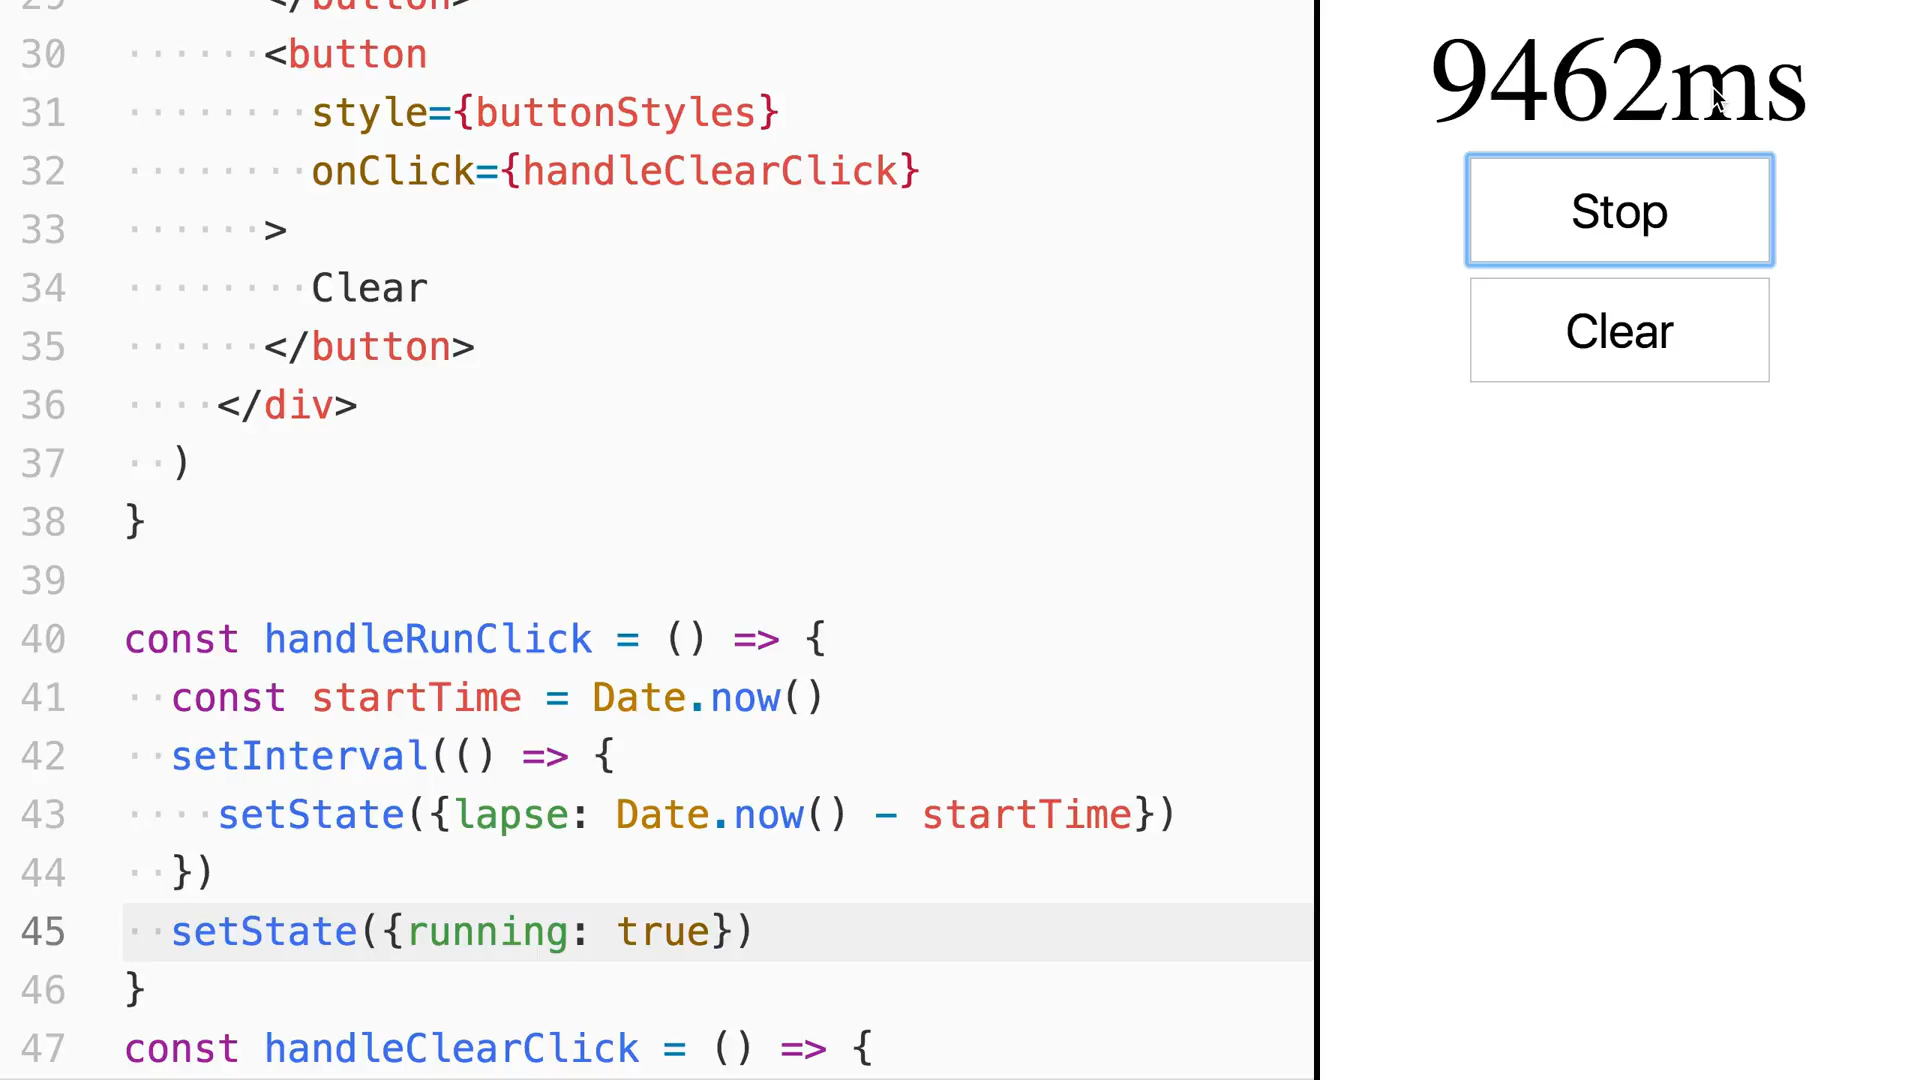 29 </button>
30 <button
31 style={buttonStyles}
32 onClick={handleClearClick}
33 >
34 Clear
35 </button>
36 </div>
37 )
38 }
39
40 const handleRunClick = () => {
41 const startTime = Date.now()
42 setInterval(() => {
43 setState({lapse: Date.now() - startTime})
44 })
45 setState({running: true})
46 }
47 const handleClearClick = () => {
9462ms
Stop
Clear